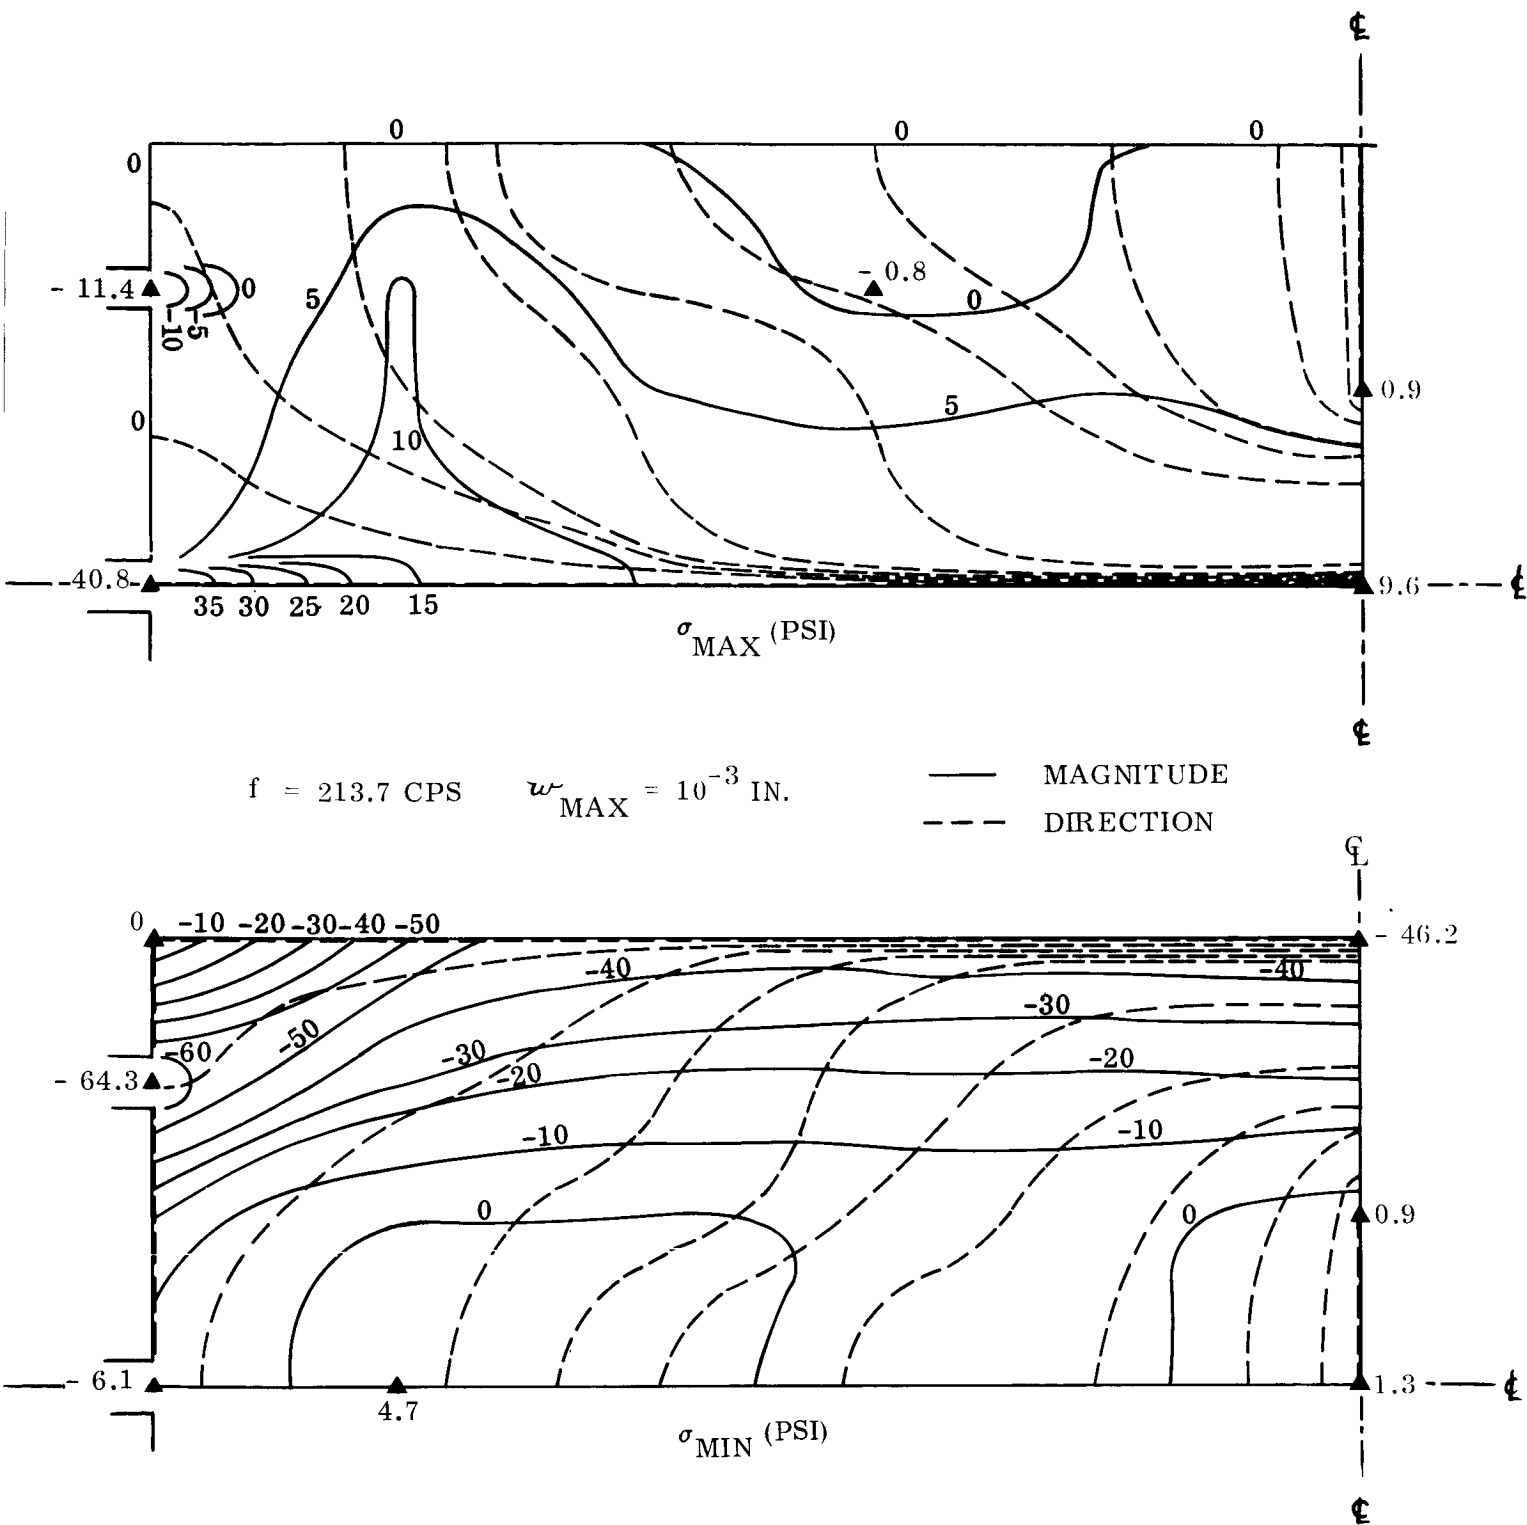 ℄
0 0 0
0
- 0.8
- 11.4 0 5 0
-10 -5
0.9
0 5
10
-40.8 9.6 ℄
35 30 25 20 15
σMAX (PSI)
℄
f = 213.7 CPS wMAX = 10-3 IN. MAGNITUDE
DIRECTION
℄
0 -10 -20 -30 -40 -50 - 46.2
-40 -40
-30
-50
-60 -30 -20
- 64.3 -20
-10 -10
0 0 0.9
- 6.1 1.3 ℄
4.7
σMIN (PSI)
℄